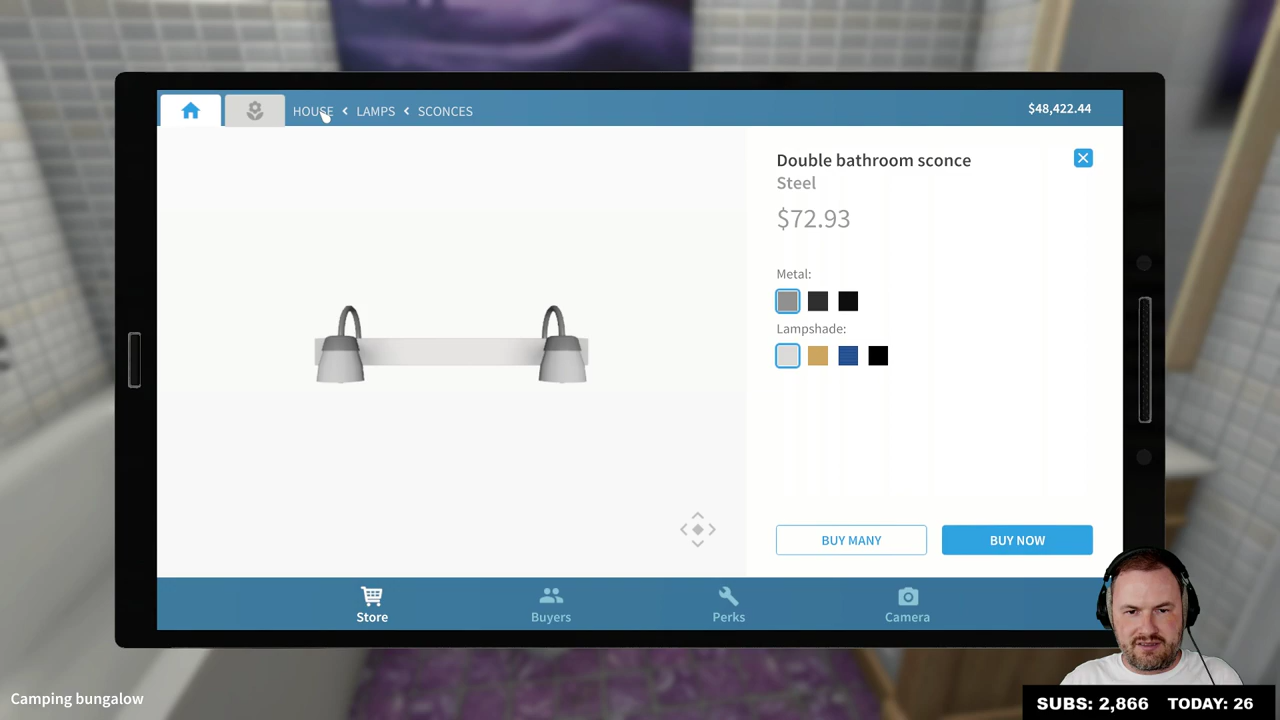 HOUSE < LAMPS < SCONCES
$48,422.44
Double bathroom sconce
Steel
$72.93
Metal:
Lampshade:
BUY MANY
BUY NOW
Store
Buyers
Perks
Camera
Camping bungalow
SUBS: 2,866 TODAY: 26